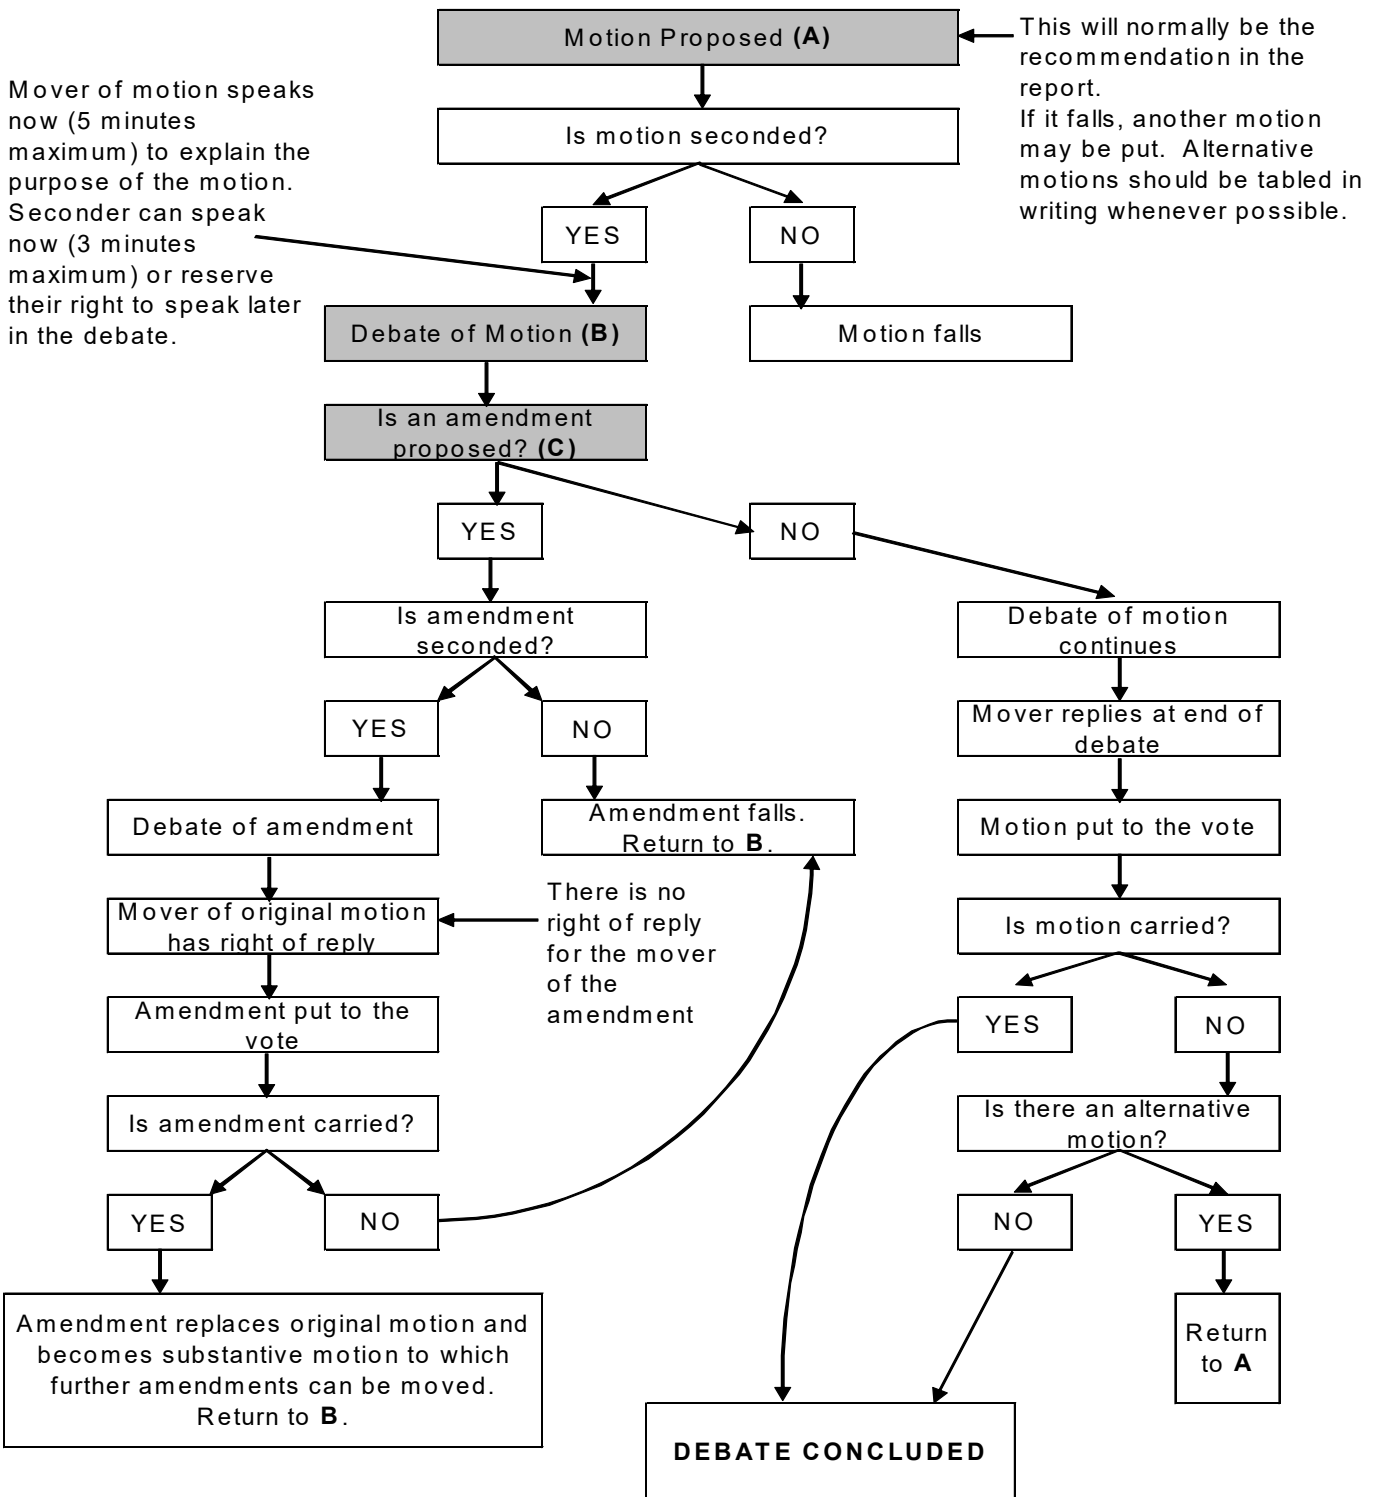 Motion Proposed (A)
This will normally be the
recommendation in the
report.
If it falls, another motion
may be put. Alternative
motions should be tabled in
writing whenever possible.
Mover of motion speaks
now (5 minutes
maximum) to explain the
purpose of the motion.
Seconder can speak
now (3 minutes
maximum) or reserve
their right to speak later
in the debate.
Is motion seconded?
YES
NO
Debate of Motion (B)
Motion falls
Is an amendment
proposed? (C)
YES
NO
Is amendment
seconded?
Debate of motion
continues
YES
NO
Mover replies at end of
debate
Debate of amendment
Amendment falls.
Return to B.
Motion put to the vote
Mover of original motion
has right of reply
There is no
right of reply
for the mover
of the
amendment
Is motion carried?
Amendment put to the
vote
YES
NO
Is amendment carried?
Is there an alternative
motion?
YES
NO
NO
YES
Amendment replaces original motion and
becomes substantive motion to which
further amendments can be moved.
Return to B.
Return
to A
DEBATE CONCLUDED